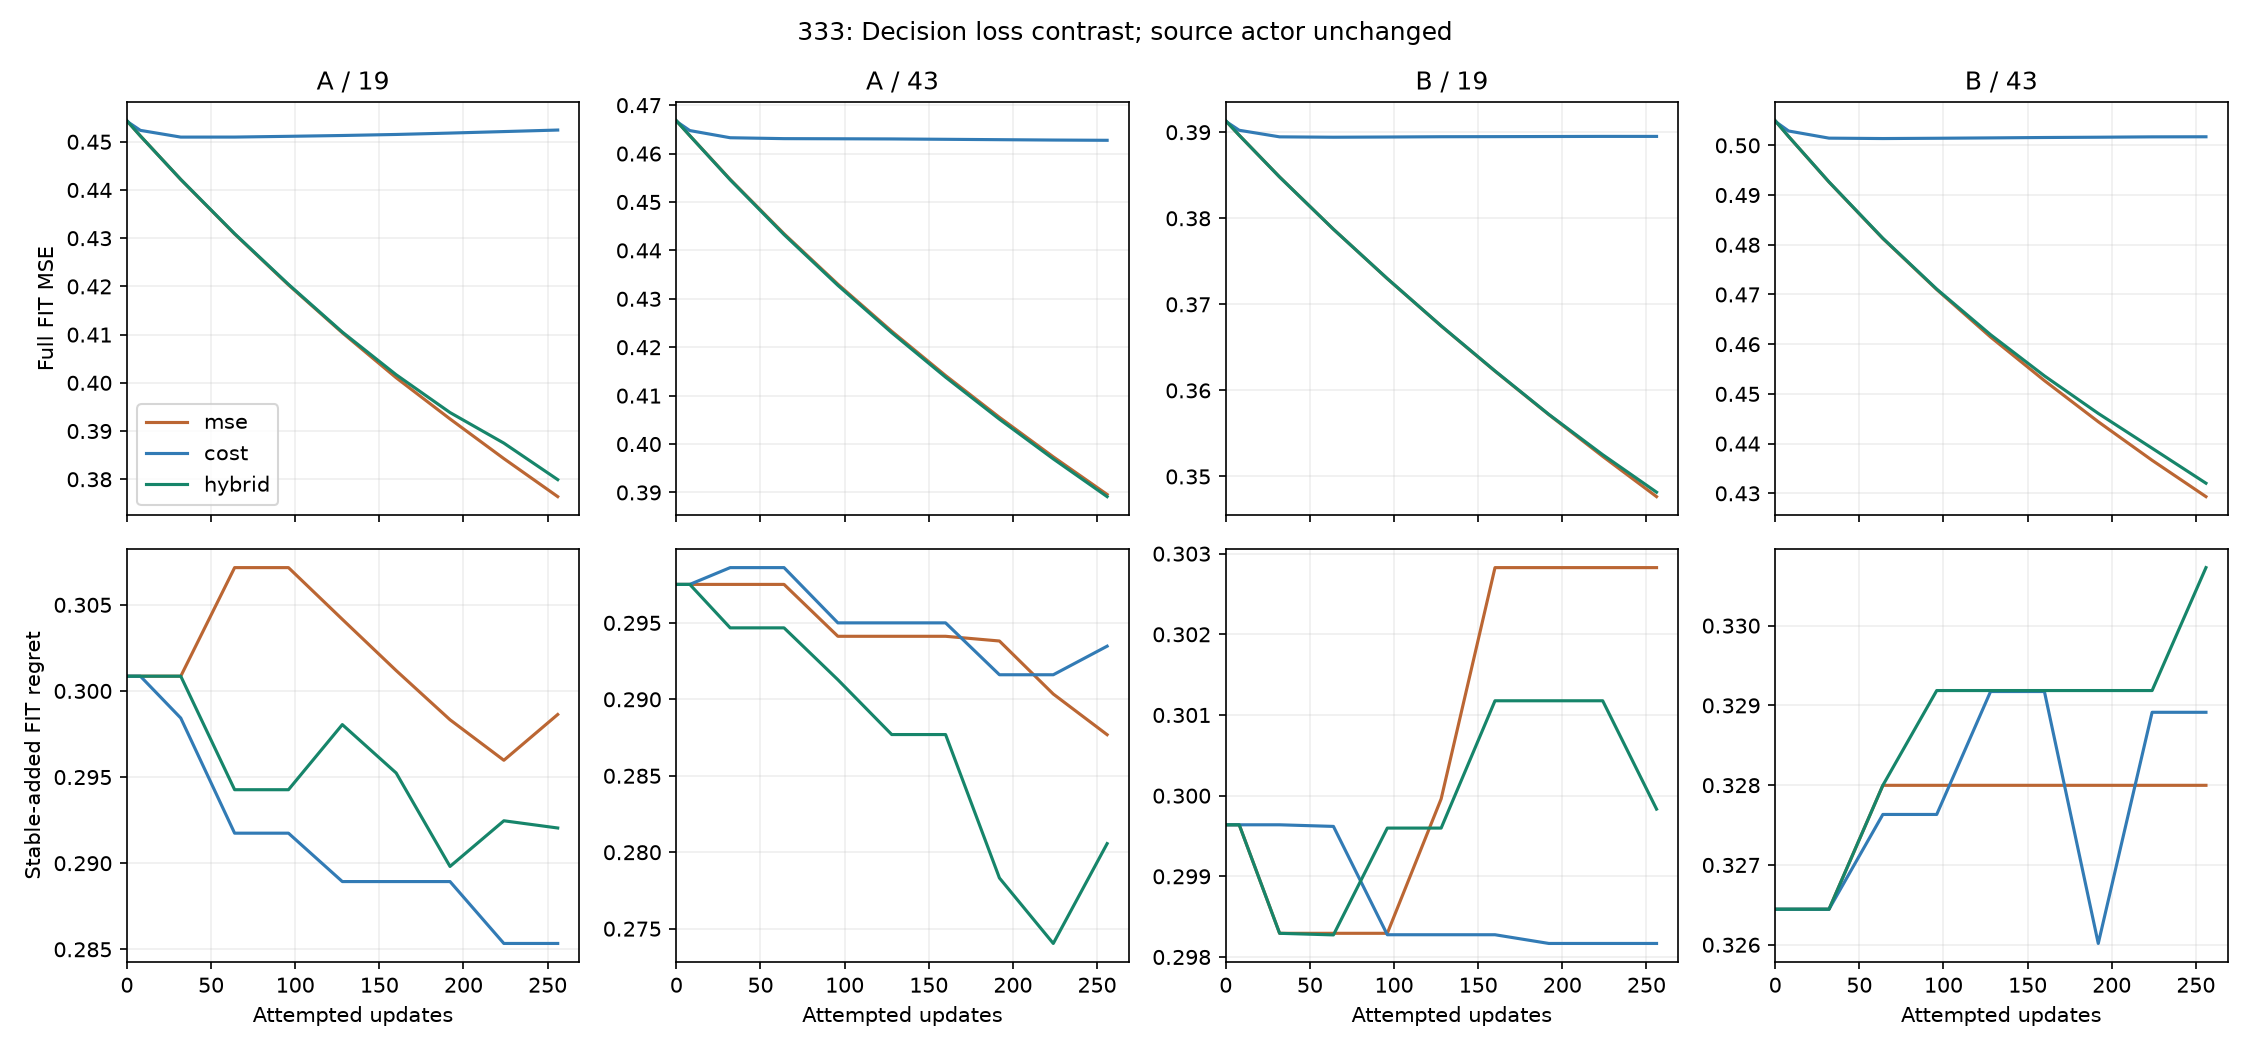 333: Decision loss contrast; source actor unchanged
A / 19
A / 43
B / 19
B / 43
Full FIT MSE
0.45
0.44
0.43
0.42
0.41
0.40
0.39
0.38
mse
cost
hybrid
0.47
0.46
0.45
0.44
0.43
0.42
0.41
0.40
0.39
0.39
0.38
0.37
0.36
0.35
0.50
0.49
0.48
0.47
0.46
0.45
0.44
0.43
Stable-added FIT regret
0.305
0.300
0.295
0.290
0.285
0 50 100 150 200 250
Attempted updates
0.295
0.290
0.285
0.280
0.275
0 50 100 150 200 250
Attempted updates
0.303
0.302
0.301
0.300
0.299
0.298
0 50 100 150 200 250
Attempted updates
0.330
0.329
0.328
0.327
0.326
0 50 100 150 200 250
Attempted updates